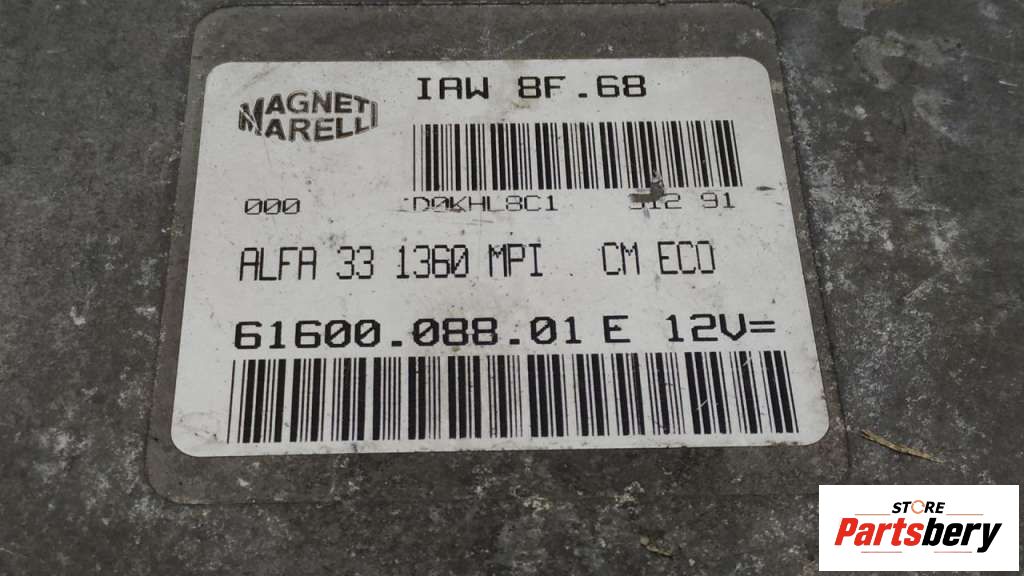 MAGNETI
MARELLI
IAW 8F.68
000 D0KHL8C1 91
ALFA 33 1360 MPI CM ECO
61600.088.01 E 12V=
STORE
Partsbery